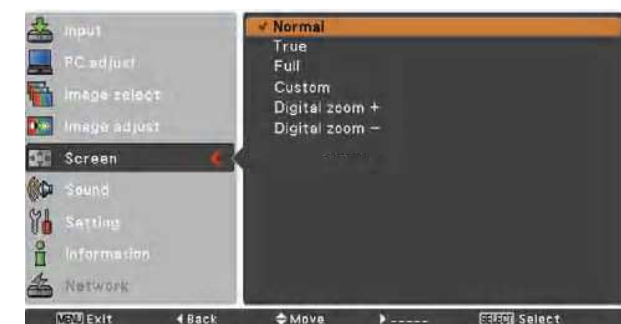 Input
PC adjust
Image select
Image adjust
Screen
Sound
Setting
Information
Network
✔ Normal
True
Full
Custom
Digital zoom +
Digital zoom –
MENU Exit ◀ Back ⬍ Move ▶ ----- SELECT Select